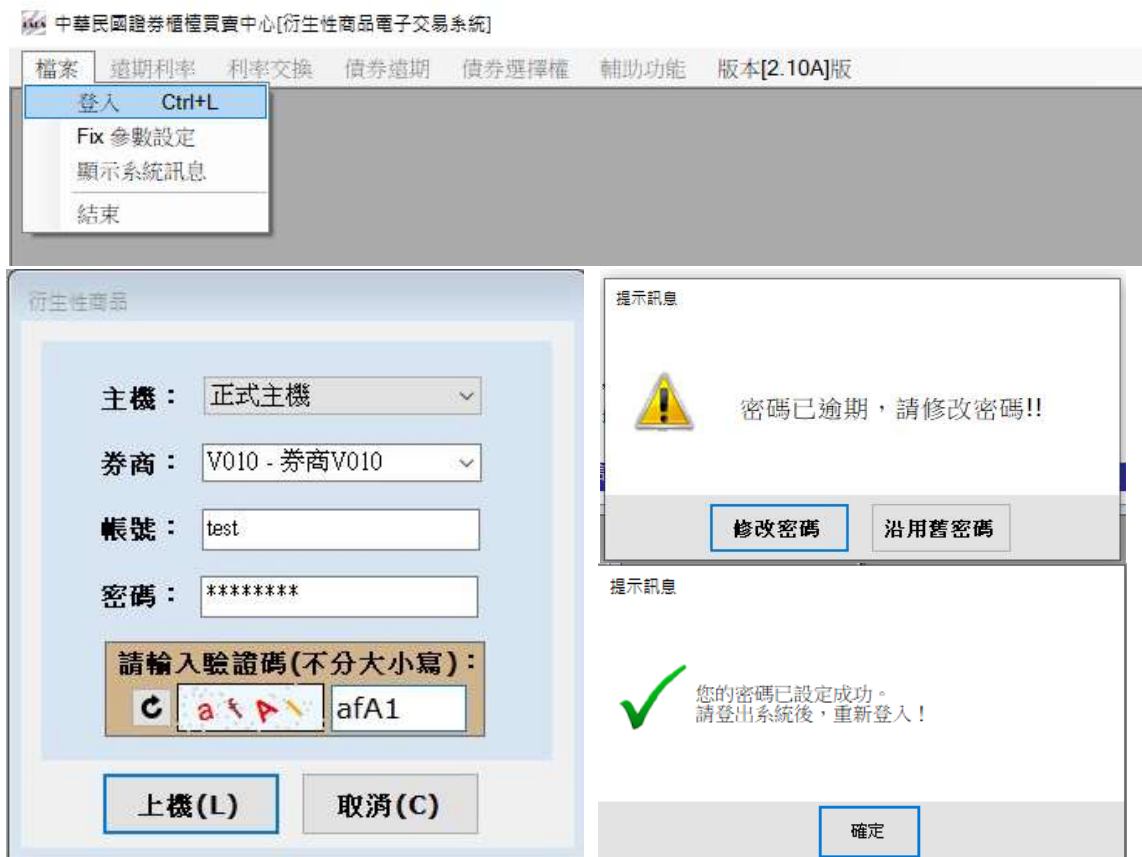 中華民國證券櫃檯買賣中心[衍生性商品電子交易系統]
檔案 遠期利率 利率交換 債券遠期 債券選擇權 輔助功能 版本[2.10A]版
登入 Ctrl+L
Fix 參數設定
顯示系統訊息
結束
衍生性商品
主機： 正式主機
券商： V010 - 券商V010
帳號： test
密碼： ********
請輸入驗證碼(不分大小寫)：
afA1
上機(L) 取消(C)
提示訊息
密碼已逾期，請修改密碼!!
修改密碼 沿用舊密碼
提示訊息
您的密碼已設定成功。
請登出系統後，重新登入！
確定